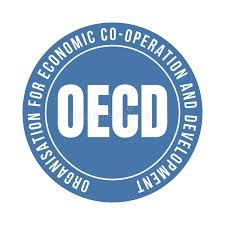 ORGANISATION FOR ECONOMIC CO-OPERATION AND DEVELOPMENT
OECD